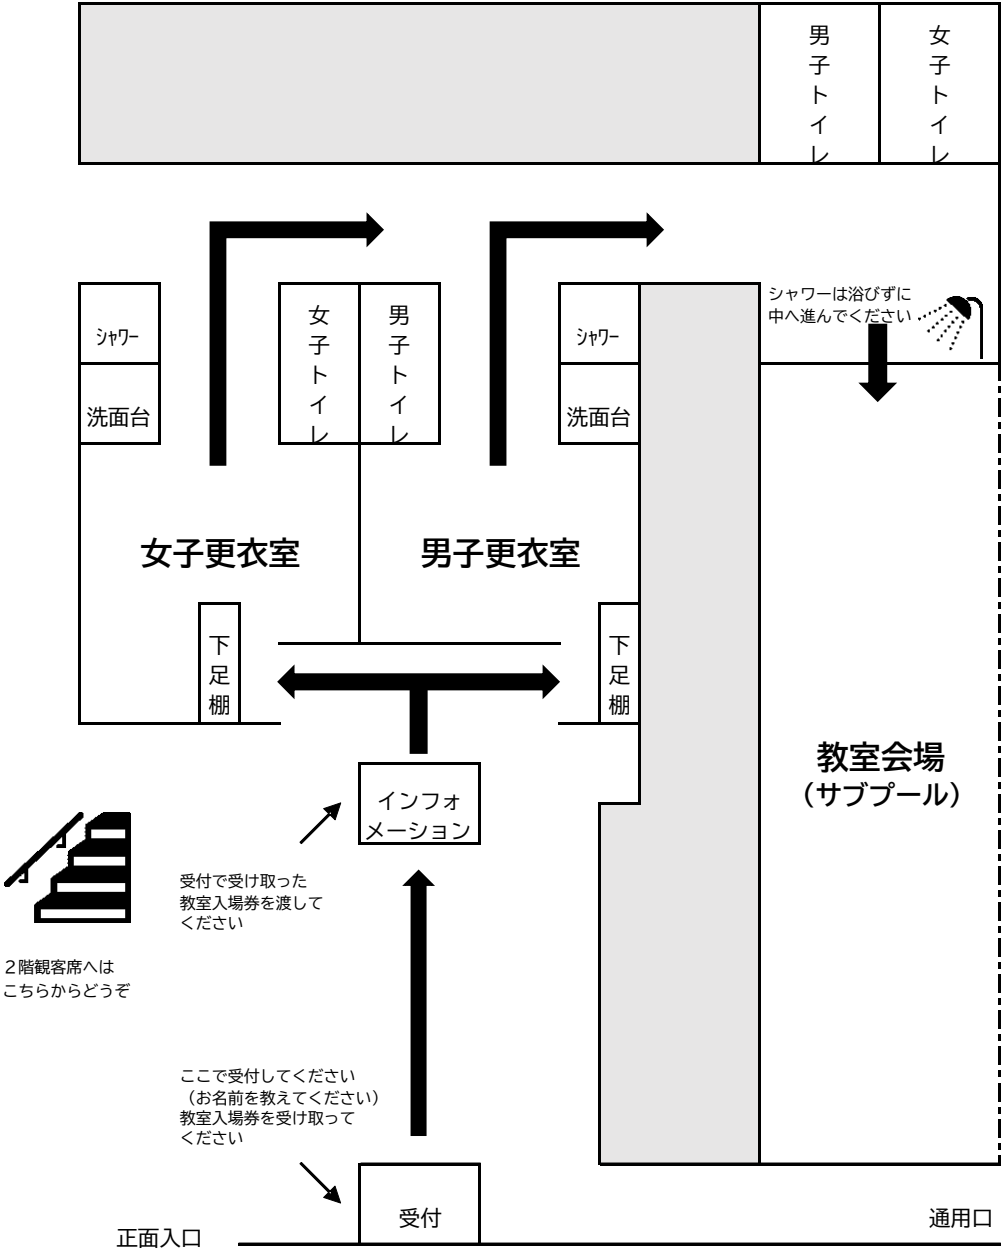 男子トイレ
女子トイレ
シャワーは浴びずに
中へ進んでください
ｼｬﾜｰ
洗面台
女子トイレ
男子トイレ
ｼｬﾜｰ
洗面台
女子更衣室
男子更衣室
下足棚
下足棚
教室会場
（サブプール）
インフォ
メーション
受付で受け取った
教室入場券を渡して
ください
２階観客席へは
こちらからどうぞ
ここで受付してください
（お名前を教えてください）
教室入場券を受け取って
ください
受付
正面入口
通用口